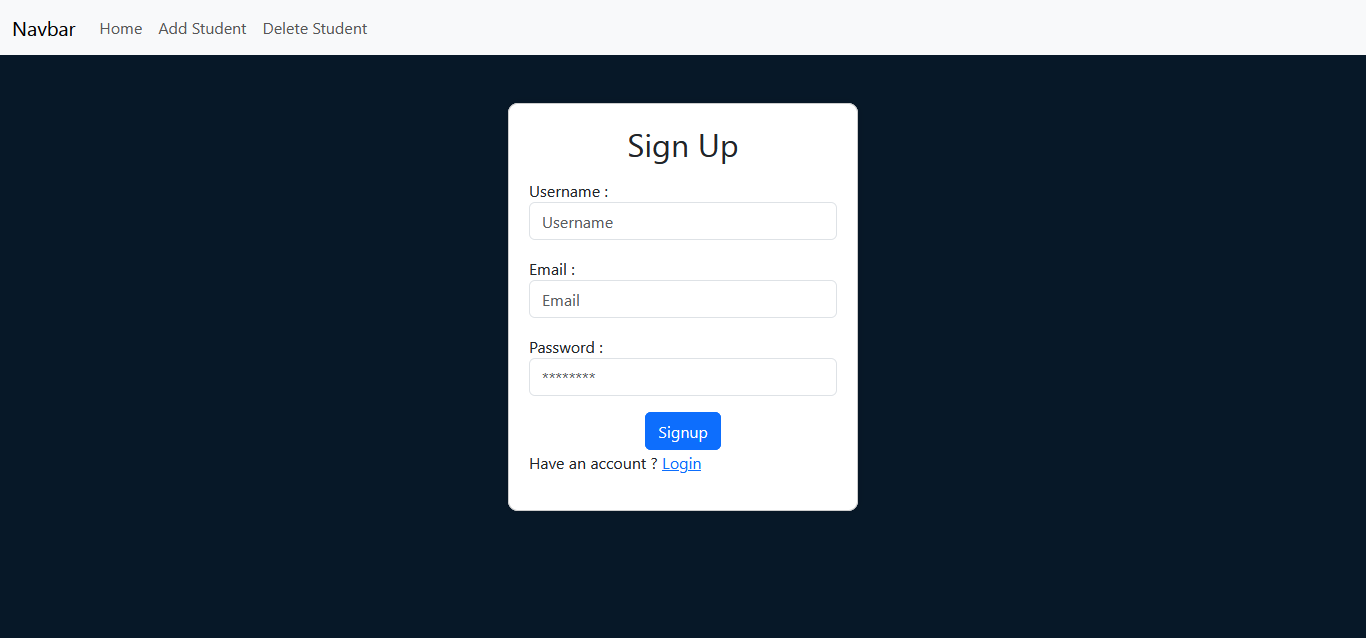 Navbar Home Add Student Delete Student
Sign Up
Username :
Username
Email :
Email
Password :
********
Signup
Have an account ? Login